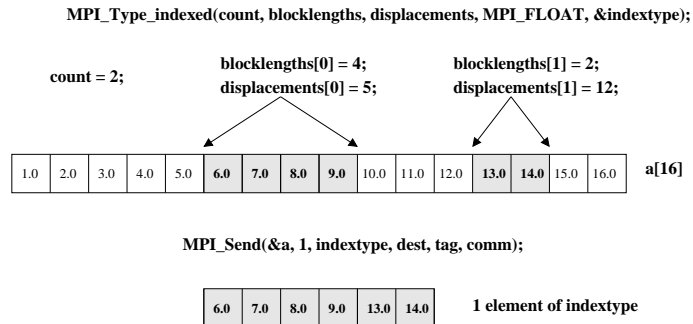 MPI_Type_indexed(count, blocklengths, displacements, MPI_FLOAT, &indextype);
count = 2;
blocklengths[0] = 4;
displacements[0] = 5;
blocklengths[1] = 2;
displacements[1] = 12;
1.0 2.0 3.0 4.0 5.0 6.0 7.0 8.0 9.0 10.0 11.0 12.0 13.0 14.0 15.0 16.0 a[16]
MPI_Send(&a, 1, indextype, dest, tag, comm);
6.0 7.0 8.0 9.0 13.0 14.0 1 element of indextype